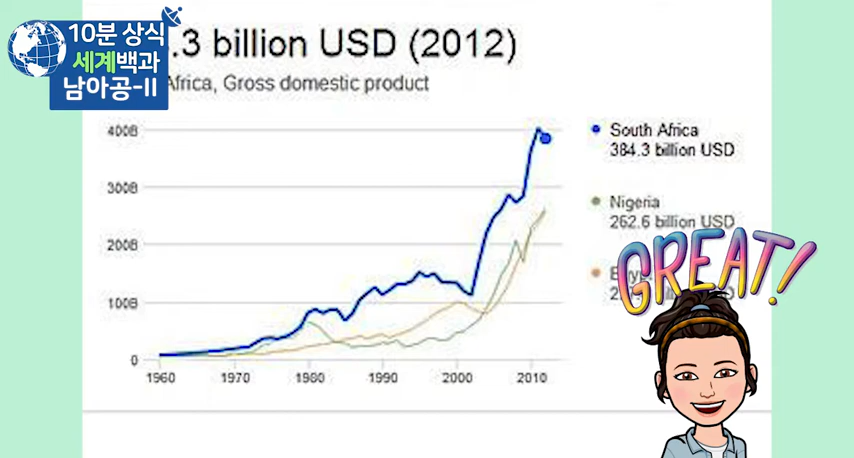 10분 상식
세계백과
남아공-II
.3 billion USD (2012)
Africa, Gross domestic product
400B
300B
200B
100B
0
1960
1970
1980
1990
2000
2010
South Africa
384.3 billion USD
Nigeria
262.6 billion USD
GREAT!